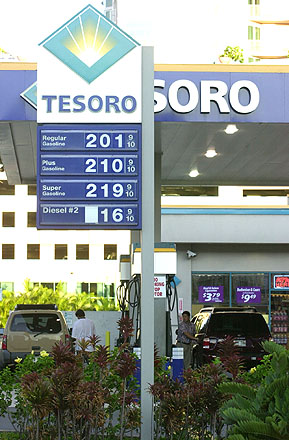 TESORO
SORO
Regular Gasoline 201 9/10
Plus Gasoline 210 9/10
Super Gasoline 219 9/10
Diesel #2 16 9/10
$3 79
$9 49